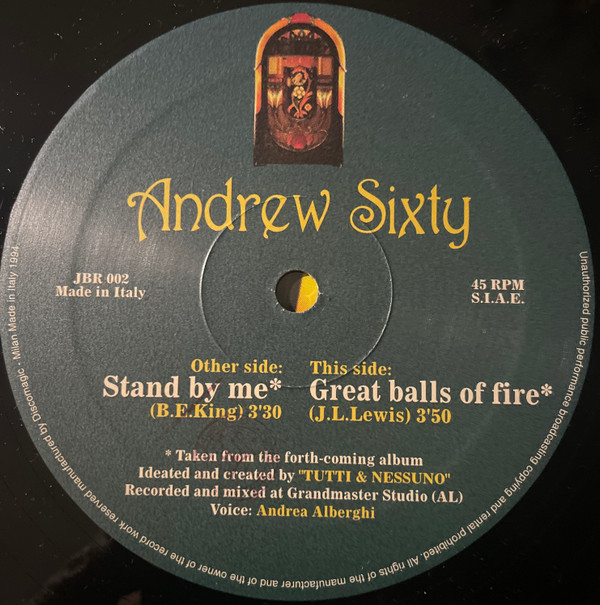 Andrew Sixty
JBR 002
Made in Italy
45 RPM
S.I.A.E.
Other side:
Stand by me*
(B.E.King) 3'30
This side:
Great balls of fire*
(J.L.Lewis) 3'50
* Taken from the forth-coming album
Ideated and created by "TUTTI & NESSUNO"
Recorded and mixed at Grandmaster Studio (AL)
Voice: Andrea Alberghi
Unauthorized public performance broadcasting copying and rental prohibited. All rights of the manufacturer and of the owner of the record work reserved manufactured by Discomagic - Milan Made in Italy 1994